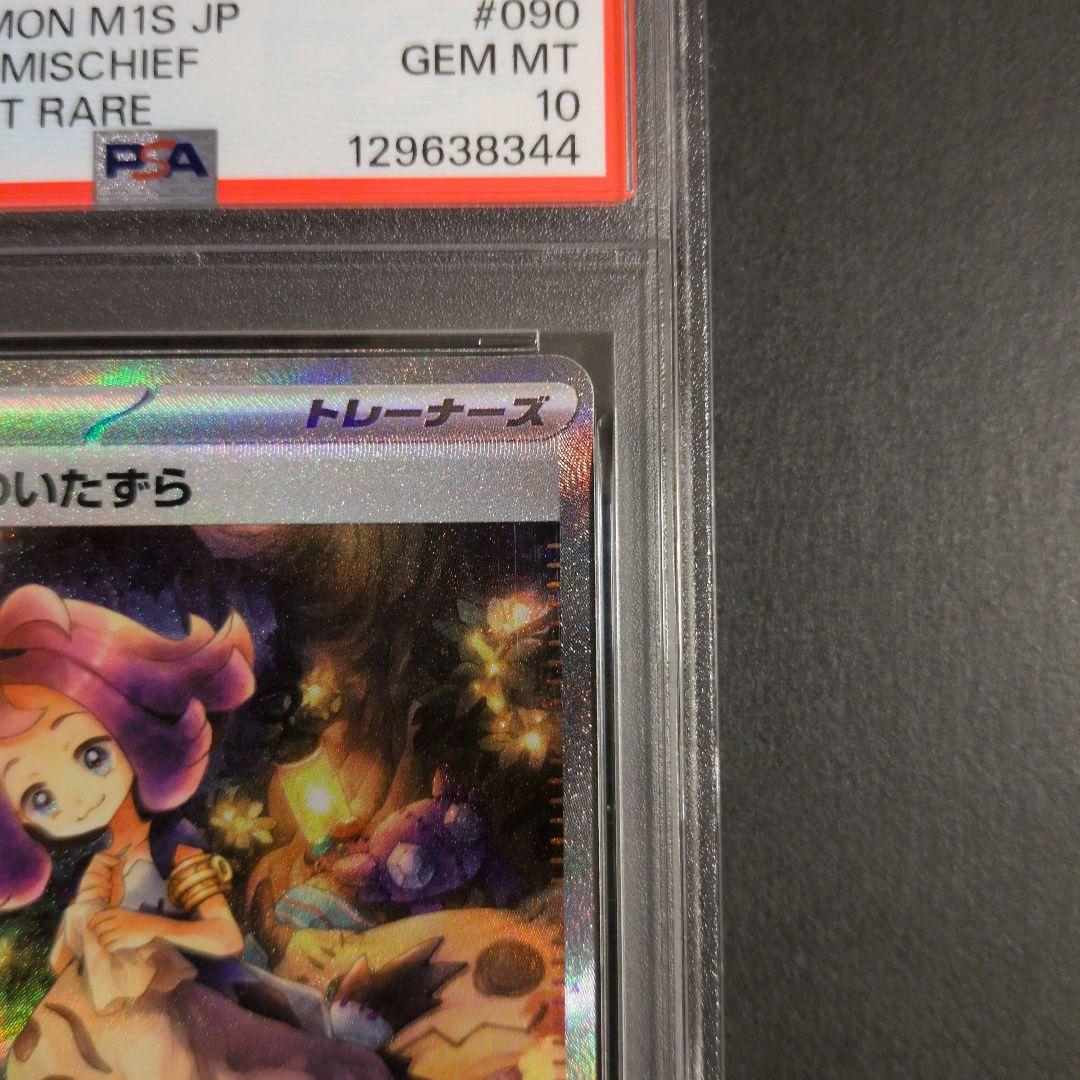 MON M1S JP #090
MISCHIEF GEM MT
T RARE 10
PSA 129638344
トレーナーズ
いたずら